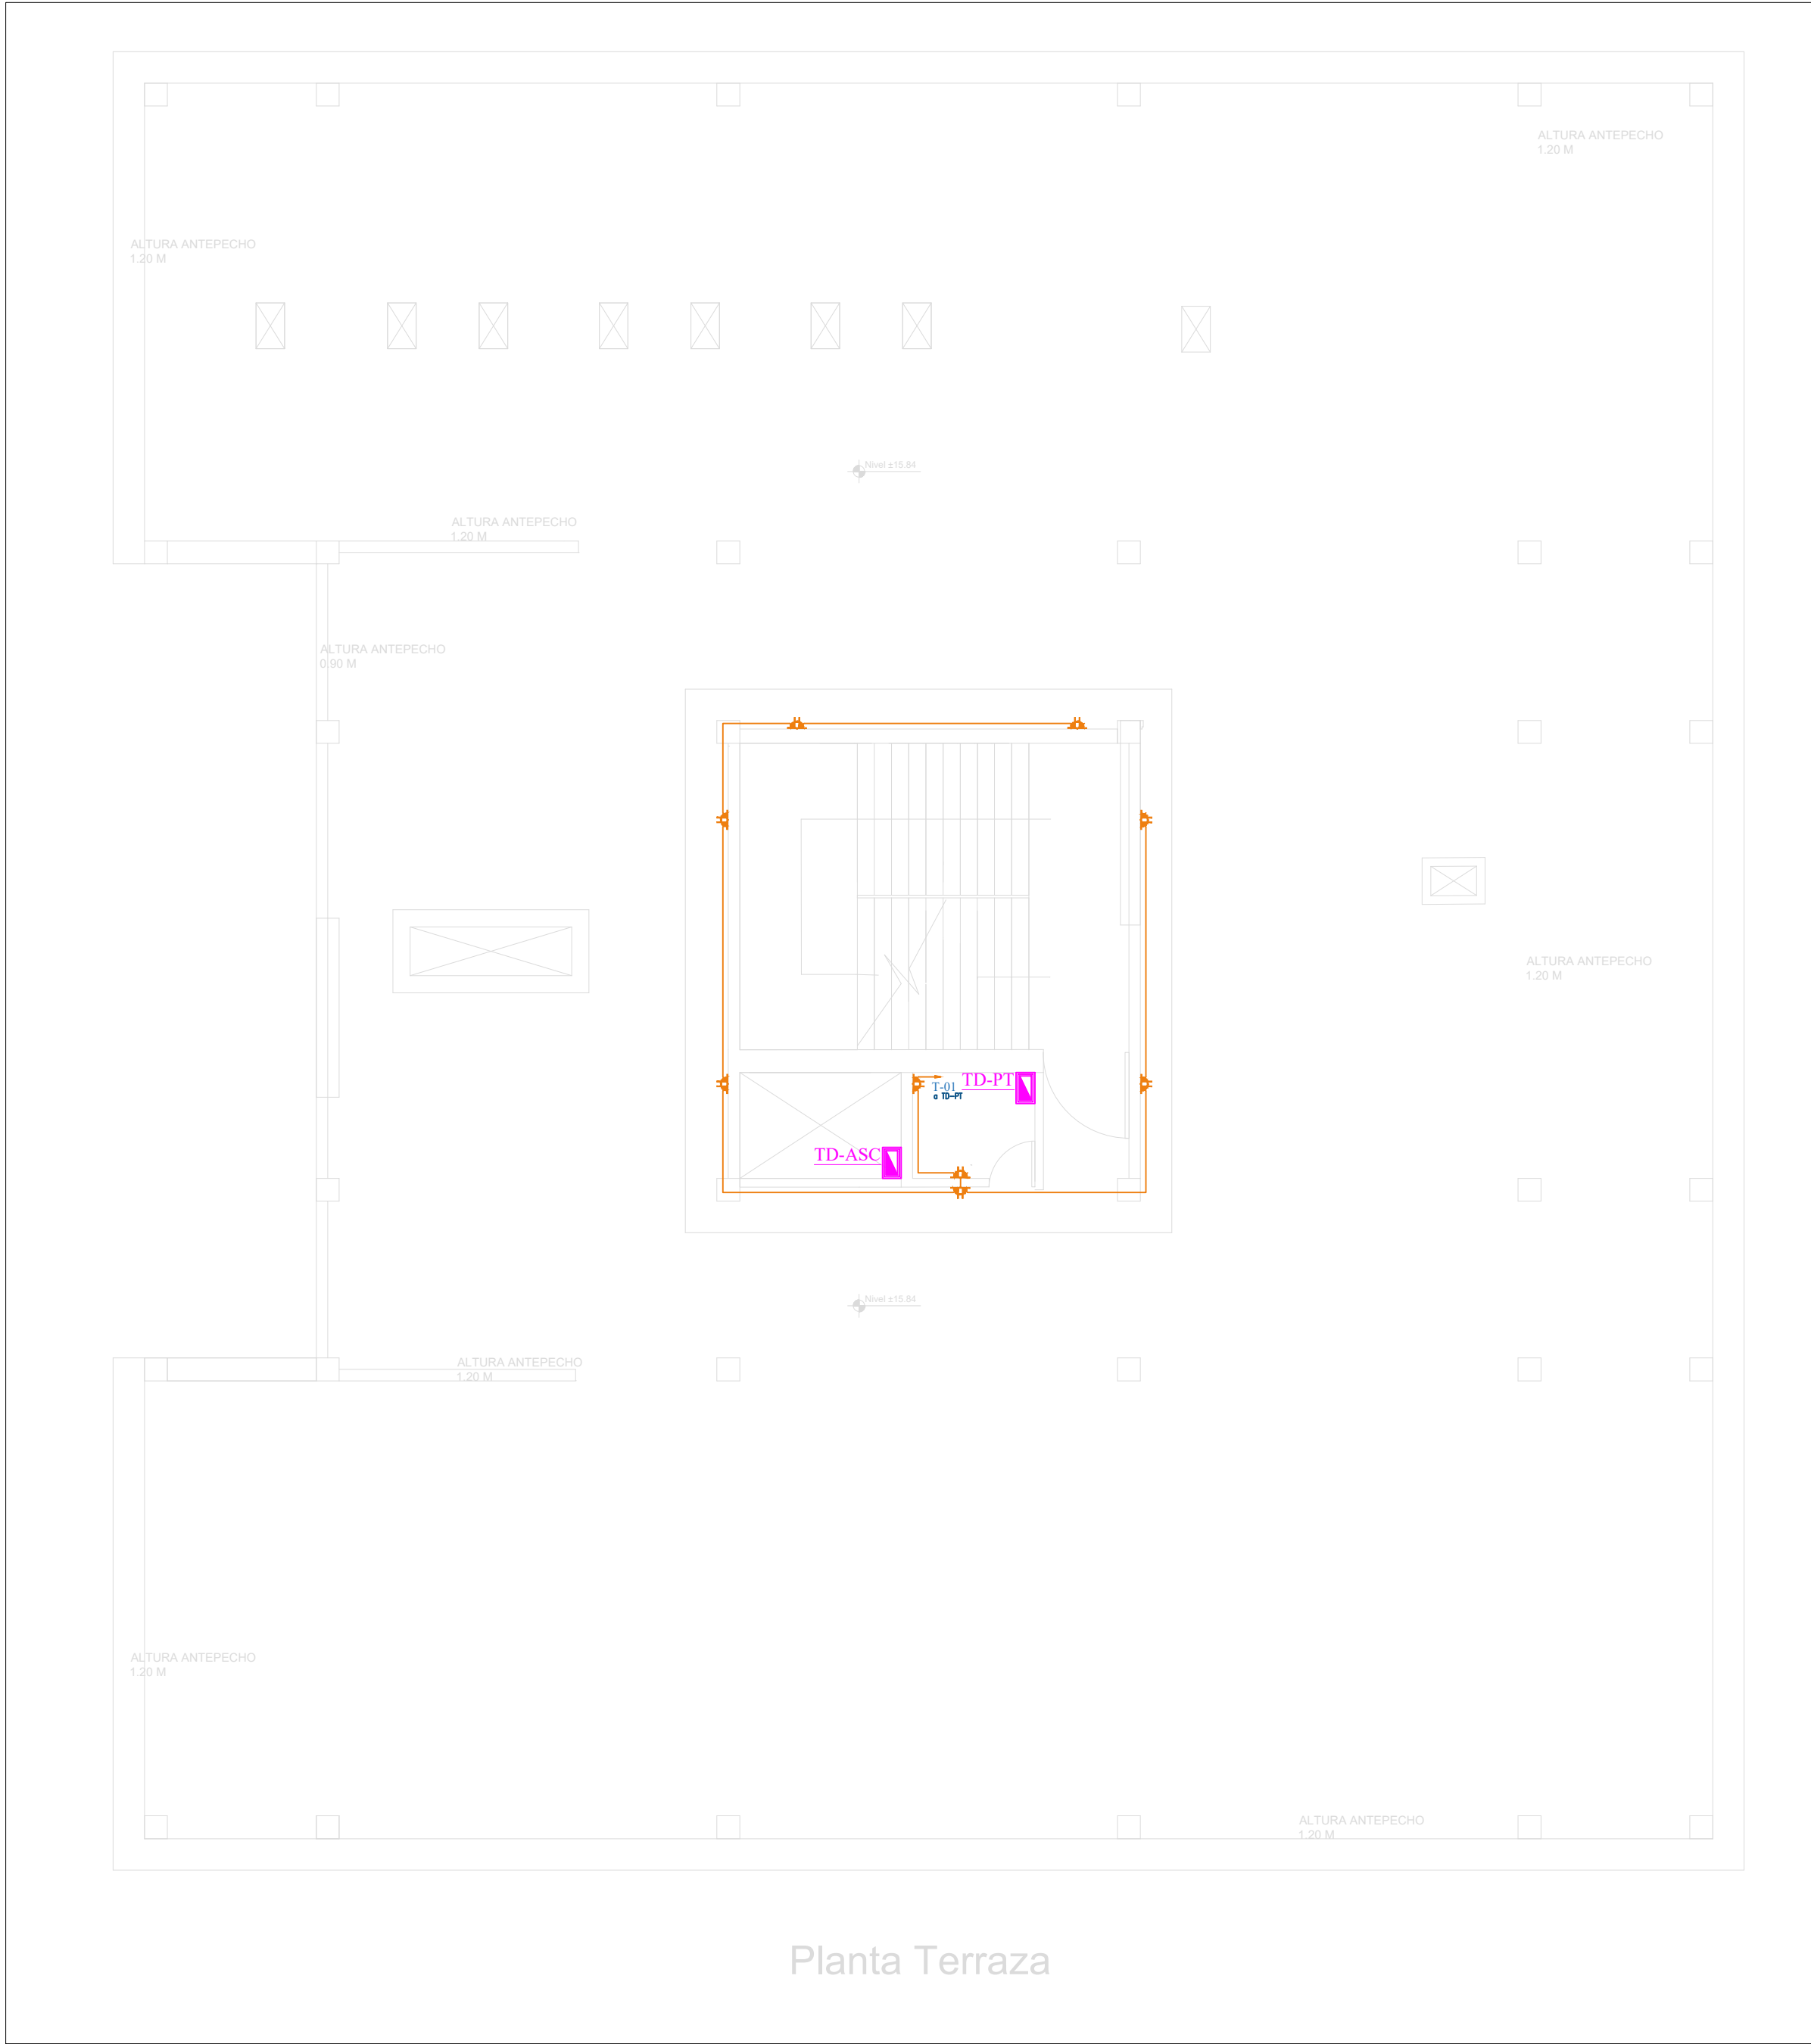 ALTURA ANTEPECHO
1.20 M
ALTURA ANTEPECHO
1.20 M
Nivel ±15.84
ALTURA ANTEPECHO
1.20 M
ALTURA ANTEPECHO
0.90 M
ALTURA ANTEPECHO
1.20 M
TD-PT
T-01
a TD-PT
TD-ASC
Nivel ±15.84
ALTURA ANTEPECHO
1.20 M
ALTURA ANTEPECHO
1.20 M
ALTURA ANTEPECHO
1.20 M
Planta Terraza